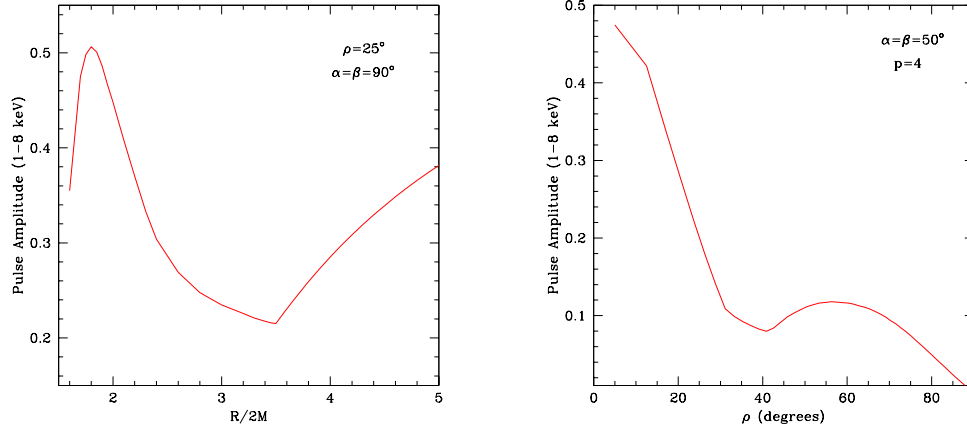 0.5
0.4
0.3
0.2
Pulse Amplitude (1−8 keV)
ρ=25°
α=β=90°
2
3
4
5
R/2M
0.5
0.4
0.3
0.2
0.1
Pulse Amplitude (1−8 keV)
α=β=50°
p=4
0
20
40
60
80
ρ (degrees)